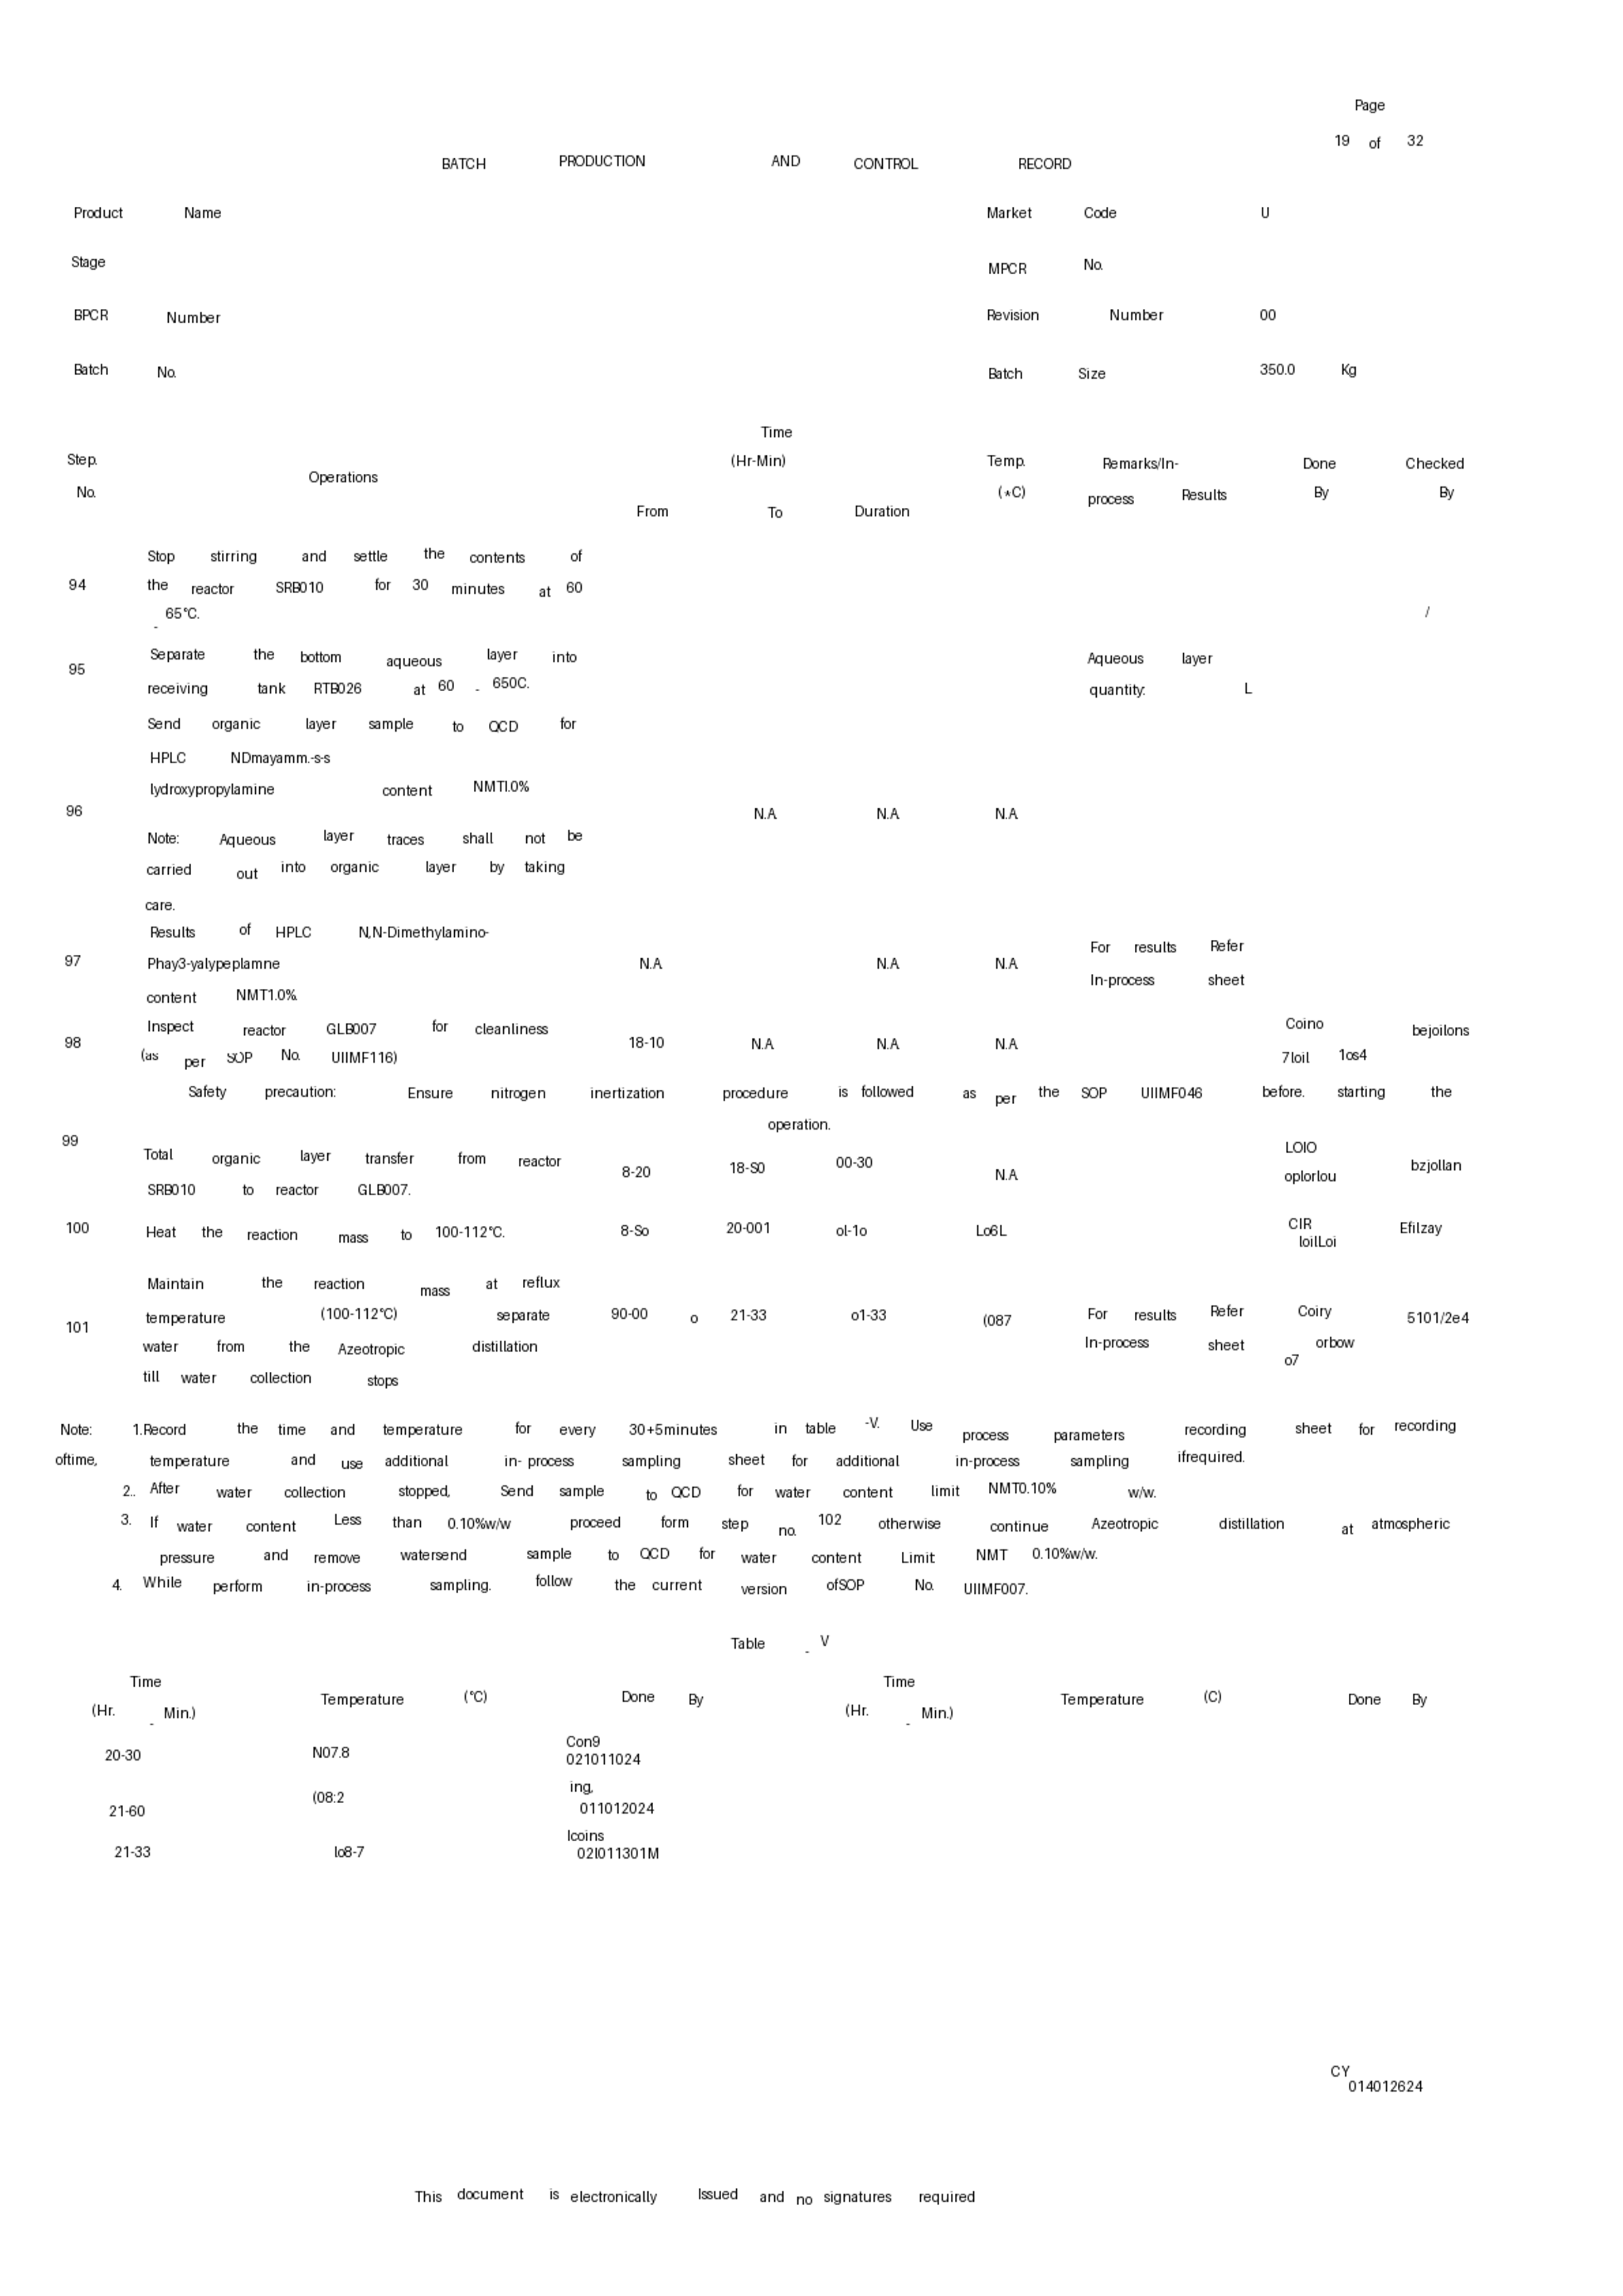 Page
19 of 32
BATCH PRODUCTION AND CONTROL RECORD
Product Name Market Code U
Stage MPCR No.
BPCR Number Revision Number 00
Batch No. Batch Size 350.0 Kg
Time
Step. Operations (Hr-Min) Temp. Remarks/In- Done Checked
No. (*C) process Results By By
From To Duration
Stop stirring and settle the contents of
94 the reactor SRB010 for 30 minutes at 60
- 65°C. /
95 Separate the bottom aqueous layer into Aqueous layer
receiving tank RTB026 at 60 - 650C. quantity: L
Send organic layer sample to QCD for
HPLC NDmayamm.-s-s
lydroxypropylamine content NMTl.0%
96 N.A N.A N.A
Note: Aqueous layer traces shall not be
carried out into organic layer by taking
care.
Results of HPLC N,N-Dimethylamino- For results Refer
97 Phay3-yalypeplamne N.A N.A N.A In-process sheet
content NMT1.0%.
Inspect reactor GLB007 for cleanliness Coino bejoilons
98 (as per SOP No. UIIMF116) 18-10 N.A N.A N.A 7loil 1os4
Safety precaution: Ensure nitrogen inertization procedure is followed as per the SOP UIIMF046 before. starting the
operation.
99
Total organic layer transfer from reactor 8-20 18-S0 00-30 N.A LOIO bzjollan
SRB010 to reactor GLB007. oplorlou
100 Heat the reaction mass to 100-112°C. 8-So 20-001 ol-1o Lo6L CIR Efilzay
loilLoi
Maintain the reaction mass at reflux
101 temperature (100-112°C) separate 90-00 o 21-33 o1-33 (087 For results Refer Coiry 5101/2e4
water from the Azeotropic distillation In-process sheet orbow
o7
till water collection stops
Note: 1.Record the time and temperature for every 30+5minutes in table -V. Use process parameters recording sheet for recording
oftime, temperature and use additional in- process sampling sheet for additional in-process sampling ifrequired.
2.. After water collection stopped, Send sample to QCD for water content limit NMT0.10% w/w.
3. If water content Less than 0.10%w/w proceed form step no. 102 otherwise continue Azeotropic distillation at atmospheric
pressure and remove watersend sample to QCD for water content Limit NMT 0.10%w/w.
4. While perform in-process sampling. follow the current version ofSOP No. UIIMF007.
Table - V
Time Time
(Hr. - Min.) Temperature (°C) Done By (Hr. - Min.) Temperature (C) Done By
20-30 N07.8 Con9
021011024
21-60 (08:2 ing,
011012024
21-33 lo8-7 Icoins
02l011301M
CY
014012624
This document is electronically Issued and no signatures required